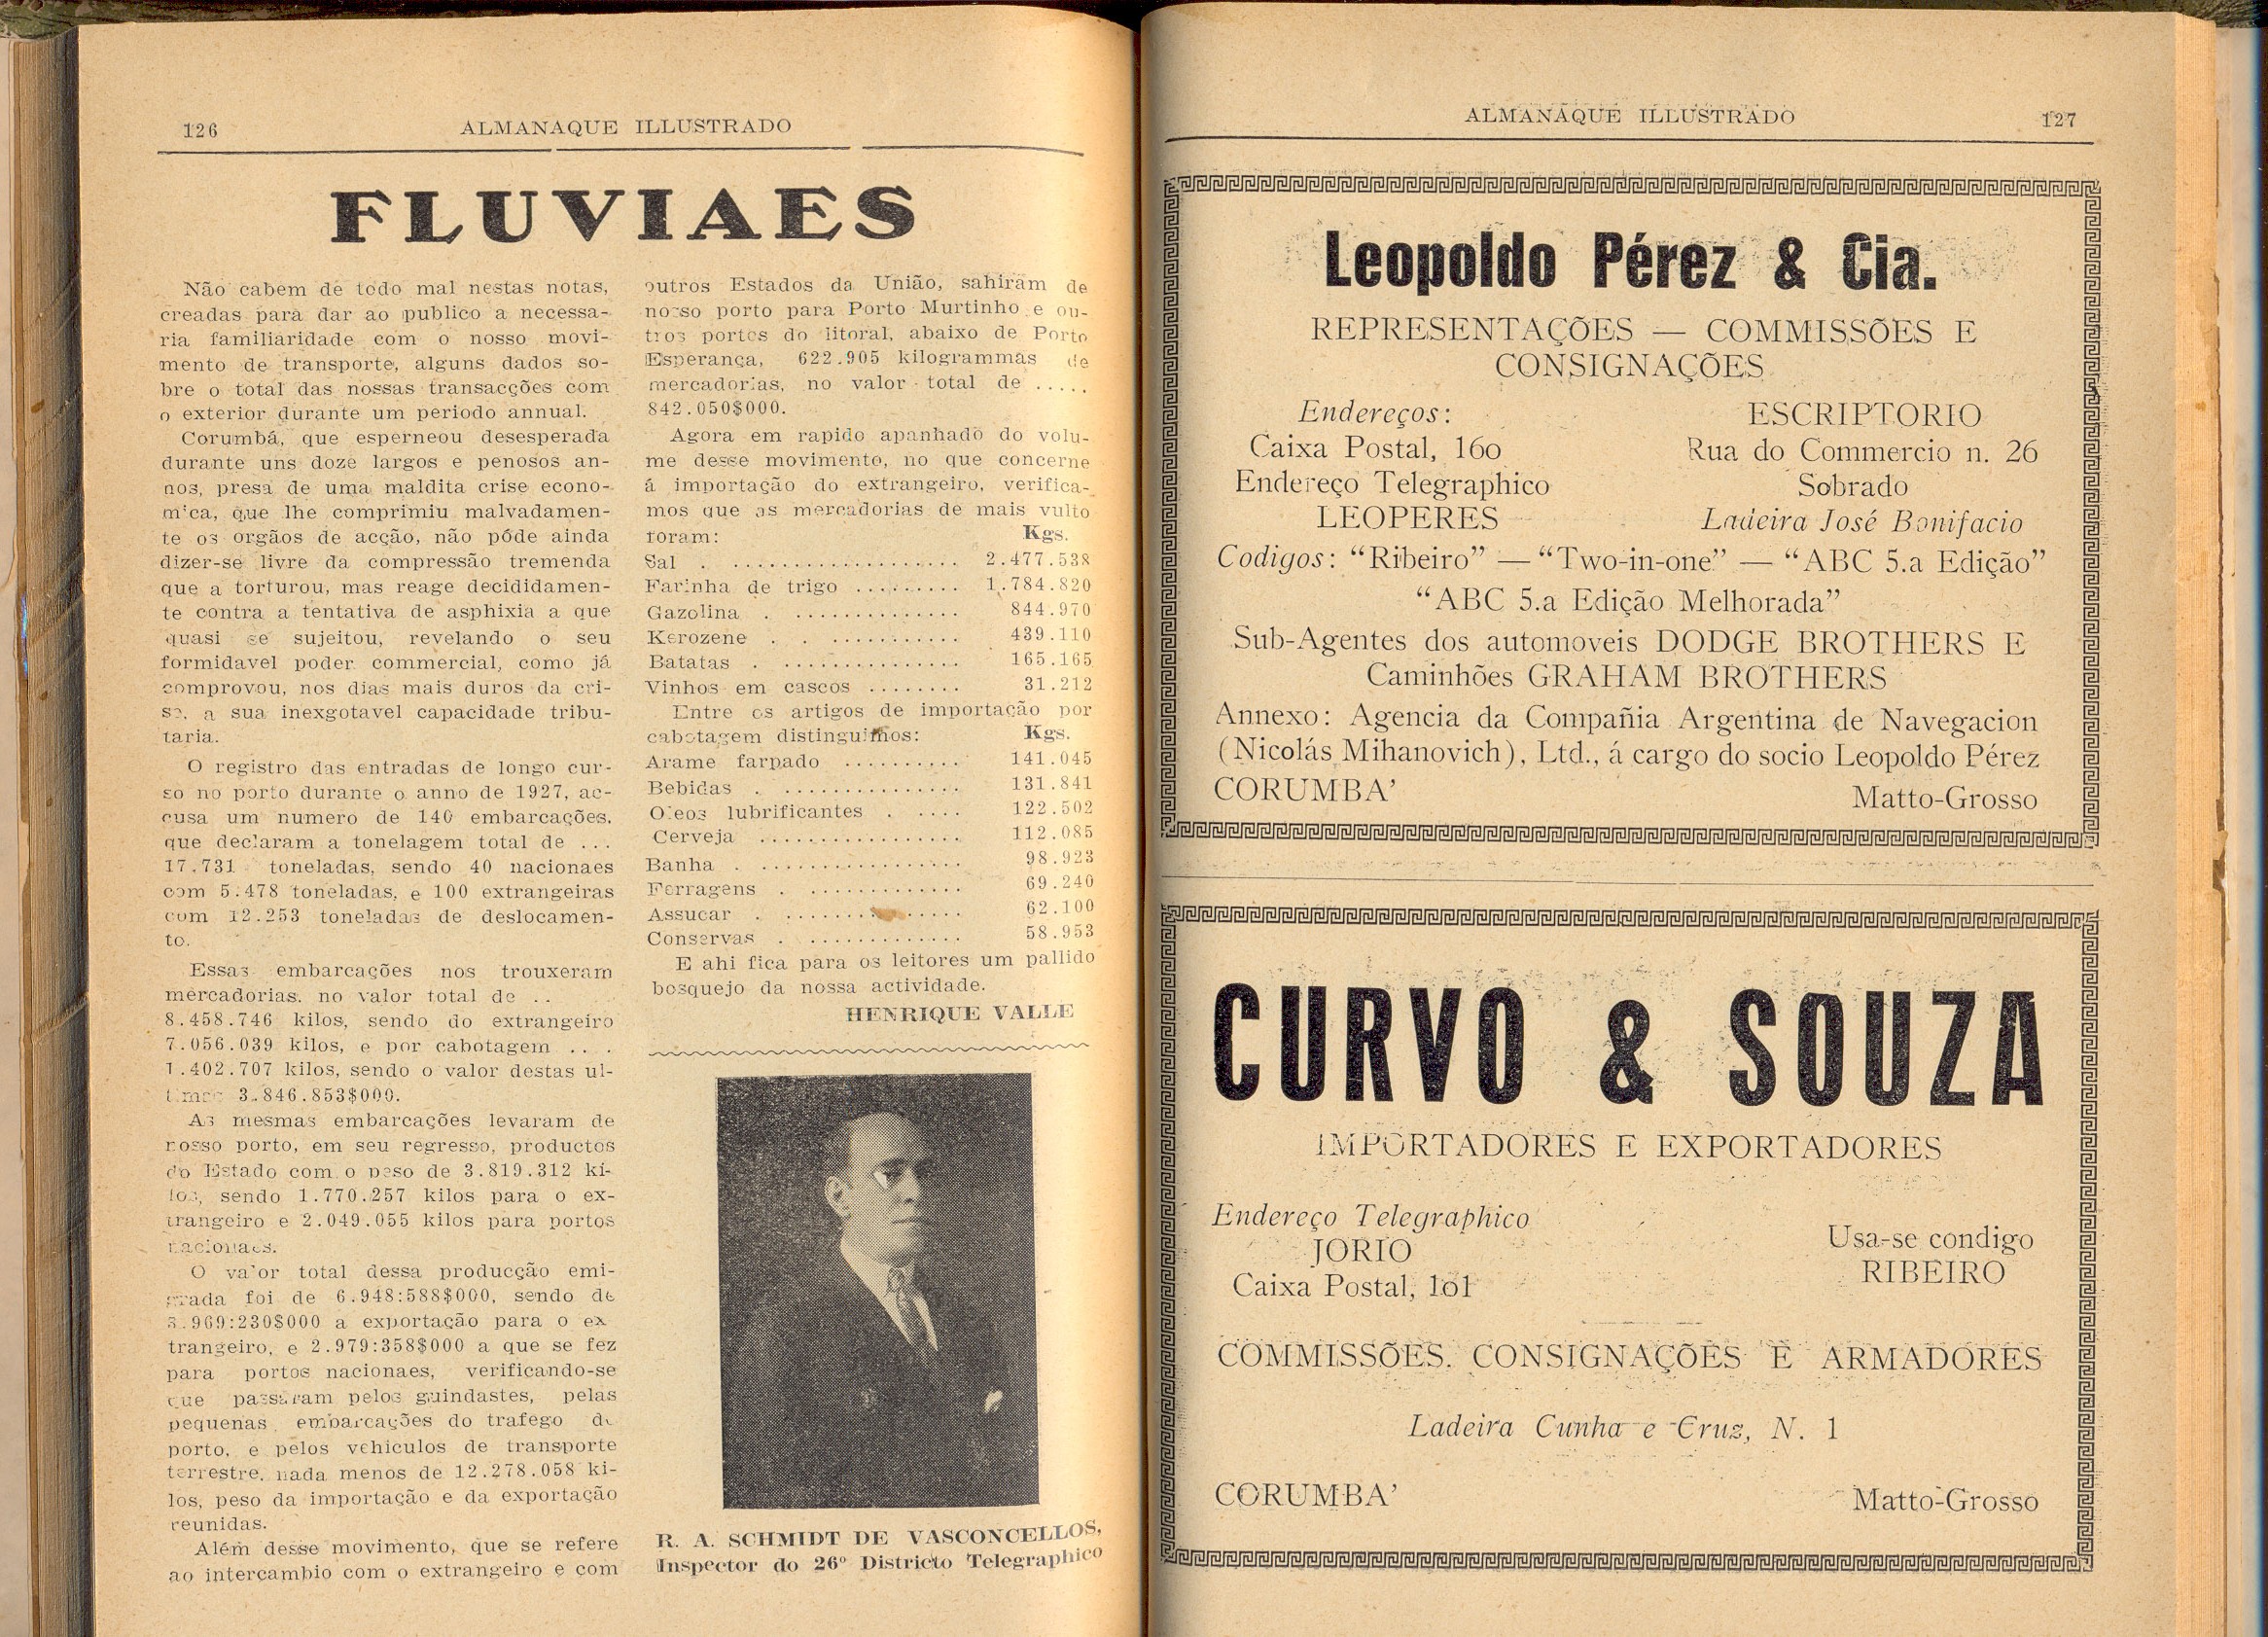 126
ALMANAQUE ILLUSTRADO
FLUVIAES
Não cabem de todo mal nestas notas,
creadas para dar ao publico a necessa-
ria familiaridade com o nosso movi-
mento de transporte, alguns dados so-
bre o total das nossas transacções com
o exterior durante um periodo annual.
Corumbá, que esperneou desesperada
durante uns doze largos e penosos an-
nos, presa de uma maldita crise econo-
mica, que lhe comprimiu malvadamen-
te os orgãos de acção, não póde ainda
dizer-se livre da compressão tremenda
que a torturou, mas reage decididamen-
te contra a tentativa de asphixia a que
quasi se sujeitou, revelando o seu
formidavel poder commercial, como já
comprovou, nos dias mais duros da cri-
se, a sua inexgotavel capacidade tribu-
taria.
O registro das entradas de longo cur-
so no porto durante o anno de 1927, ac-
cusa um numero de 140 embarcações,
que declaram a tonelagem total de ...
17.731 toneladas, sendo 40 nacionaes
com 5.478 toneladas, e 100 extrangeiras
com 12.253 toneladas de deslocamen-
to.
Essas embarcações nos trouxeram
mercadorias. no valor total de ..
8.458.746 kilos, sendo do extrangeiro
7.056.039 kilos, e por cabotagem ...
1.402.707 kilos, sendo o valor destas ul-
timas 3.846.853$000.
As mesmas embarcações levaram de
nosso porto, em seu regresso, productos
do Estado com o peso de 3.819.312 ki-
los, sendo 1.770.257 kilos para o ex-
trangeiro e 2.049.055 kilos para portos
nacionaes.
O valor total dessa producção emi-
grada foi de 6.948:588$000, sendo de
3.969:230$000 a exportação para o ex
trangeiro, e 2.979:358$000 a que se fez
para portos nacionaes, verificando-se
que passaram pelos guindastes, pelas
pequenas embarcações do trafego do
porto, e pelos vehiculos de transporte
terrestre, nada menos de 12.278.058 ki-
los, peso da importação e da exportação
reunidas.
Além desse movimento, que se refere
ao intercambio com o extrangeiro e com
outros Estados da União, sahiram de
nosso porto para Porto Murtinho e ou-
tros portos do litoral, abaixo de Porto
Esperança, 622.905 kilogrammas de
mercadorias, no valor total de .....
842.050$000.
Agora em rapido apanhado do volu-
me desse movimento, no que concerne
á importação do extrangeiro, verifica-
mos que as mercadorias de mais vulto
foram: Kgs.
Sal . ................... 2.477.538
Farinha de trigo ......... 1.784.820
Gazolina . .............. 844.970
Kerozene . . ........... 439.110
Batatas . ............... 165.165
Vinhos em cascos ........ 31.212
Entre os artigos de importação por
cabotagem distinguimos: Kgs.
Arame farpado .......... 141.045
Bebidas . ............... 131.841
Oleos lubrificantes . .... 122.502
Cerveja ................. 112.085
Banha . ................. 98.923
Ferragens . ............. 69.240
Assucar . ............... 62.100
Conservas . ............. 58.953
E ahi fica para os leitores um pallido
bosquejo da nossa actividade.
HENRIQUE VALLE
R. A. SCHMIDT DE VASCONCELLOS,
Inspector do 26º Districto Telegraphico
ALMANAQUE ILLUSTRADO
127
Leopoldo Pérez & Cia.
REPRESENTAÇÕES — COMMISSÕES E
CONSIGNAÇÕES
Endereços:
Caixa Postal, 160
Endereço Telegraphico
LEOPERES
ESCRIPTORIO
Rua do Commercio n. 26
Sobrado
Ladeira José Bonifacio
Codigos: “Ribeiro” — “Two-in-one” — “ABC 5.a Edição”
“ABC 5.a Edição Melhorada”
Sub-Agentes dos automoveis DODGE BROTHERS E
Caminhões GRAHAM BROTHERS
Annexo: Agencia da Compañia Argentina de Navegacion
(Nicolás Mihanovich), Ltd., á cargo do socio Leopoldo Pérez
CORUMBA’ Matto-Grosso
CURVO & SOUZA
IMPORTADORES E EXPORTADORES
Endereço Telegraphico
JORIO
Caixa Postal, 101
Usa-se condigo
RIBEIRO
COMMISSÕES. CONSIGNAÇÕES E ARMADORES
Ladeira Cunha e Cruz, N. 1
CORUMBA’ Matto-Grosso